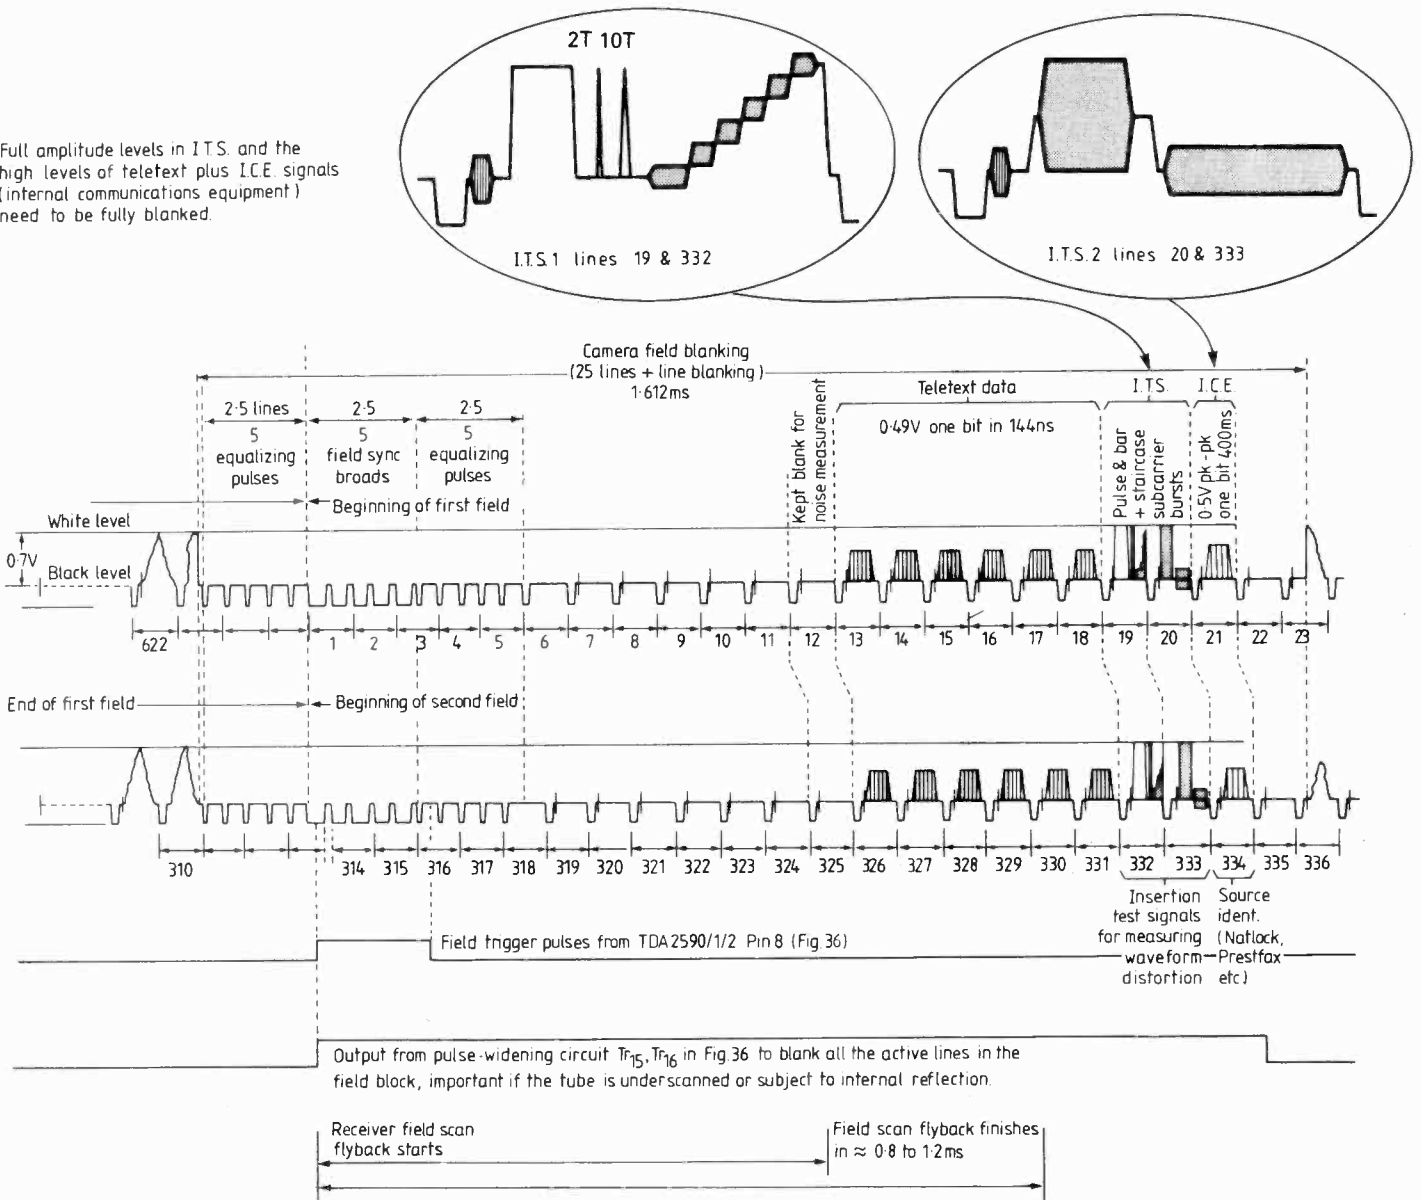 2T 10T
Full amplitude levels in I.T.S. and the
high levels of teletext plus I.C.E. signals
(internal communications equipment)
need to be fully blanked.
I.T.S.1 lines 19 & 332
I.T.S.2 lines 20 & 333
Camera field blanking
(25 lines + line blanking)
1·612ms
2·5 lines
5
equalizing
pulses
2·5
5
field sync
broads
2·5
5
equalizing
pulses
Kept blank for
noise measurement
Teletext data
0·49V one bit in 144ns
I.T.S.
I.C.E.
Pulse & bar
+ staircase
subcarrier
bursts
0·5V pk-pk
one bit 400ms
Beginning of first field
White level
0·7V
Black level
622 1 2 3 4 5 6 7 8 9 10 11 12 13 14 15 16 17 18 19 20 21 22 23
End of first field
Beginning of second field
310 314 315 316 317 318 319 320 321 322 323 324 325 326 327 328 329 330 331 332 333 334 335 336
Insertion
test signals
for measuring
waveform
distortion
Source
ident.
(Natlock,
Prestfax
etc)
Field trigger pulses from TDA2590/1/2 Pin 8 (Fig.36)
Output from pulse-widening circuit Tr15, Tr16 in Fig.36 to blank all the active lines in the
field block, important if the tube is underscanned or subject to internal reflection.
Receiver field scan
flyback starts
Field scan flyback finishes
in ≈ 0·8 to 1·2ms